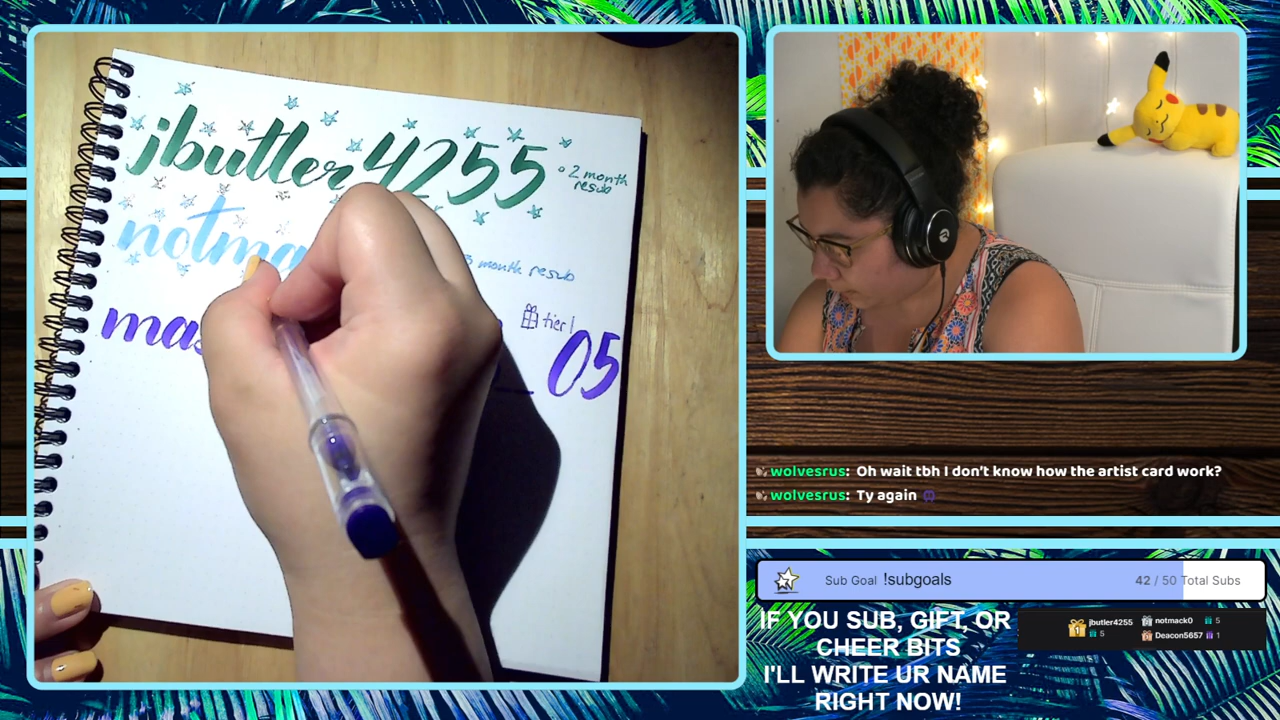 jbutler4255
2 month
resub
notma
month resub
tier 1
mas
_05
wolvesrus: Oh wait tbh I don't know how the artist card work?
wolvesrus: Ty again
Sub Goal !subgoals 42 / 50 Total Subs
IF YOU SUB, GIFT, OR
CHEER BITS
I'LL WRITE UR NAME
RIGHT NOW!
1 jbutler4255 5
notmack0 5
Deacon5657 1